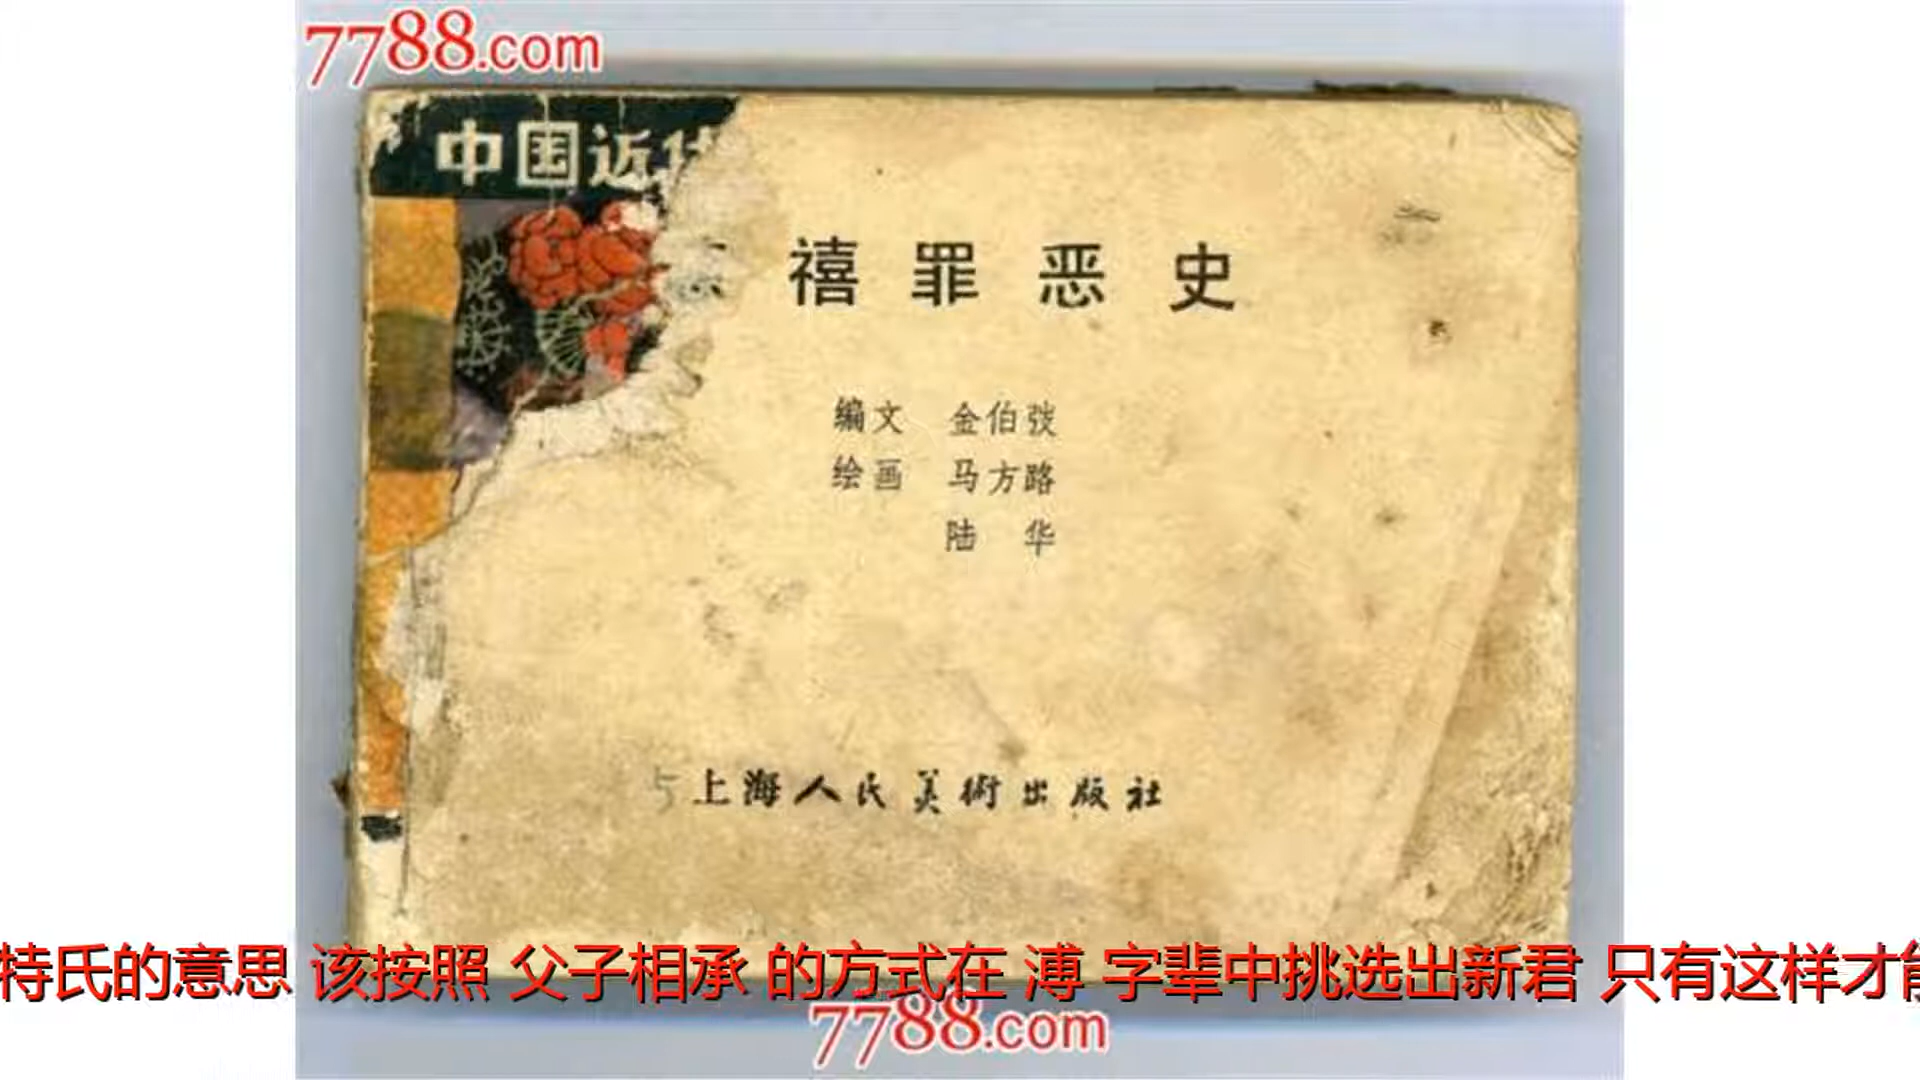 7788.com
中国近
禧罪恶史
编文 金伯弢
绘画 马方路
陆 华
5上海人民美術出版社
特氏的意思 该按照 父子相承 的方式在 溥 字辈中挑选出新君 只有这样才能
7788.com